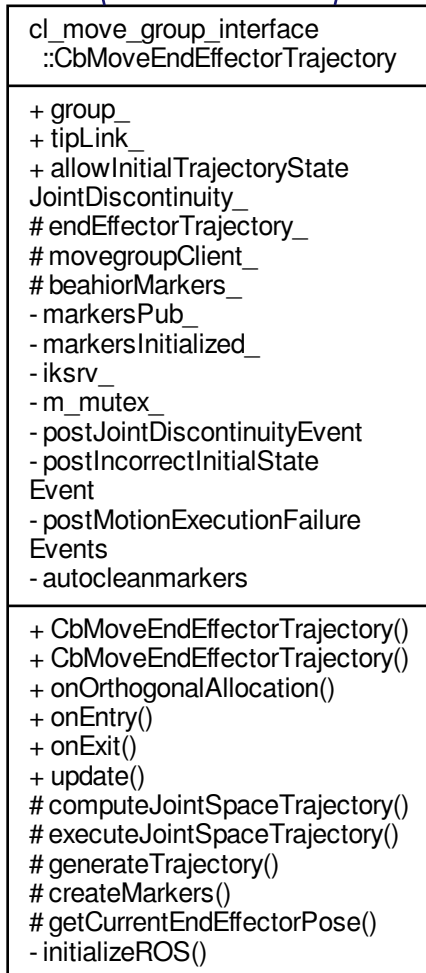 cl_move_group_interface
::CbMoveEndEffectorTrajectory
+ group_
+ tipLink_
+ allowInitialTrajectoryState
JointDiscontinuity_
# endEffectorTrajectory_
# movegroupClient_
# beahiorMarkers_
- markersPub_
- markersInitialized_
- iksrv_
- m_mutex_
- postJointDiscontinuityEvent
- postIncorrectInitialState
Event
- postMotionExecutionFailure
Events
- autocleanmarkers
+ CbMoveEndEffectorTrajectory()
+ CbMoveEndEffectorTrajectory()
+ onOrthogonalAllocation()
+ onEntry()
+ onExit()
+ update()
# computeJointSpaceTrajectory()
# executeJointSpaceTrajectory()
# generateTrajectory()
# createMarkers()
# getCurrentEndEffectorPose()
- initializeROS()